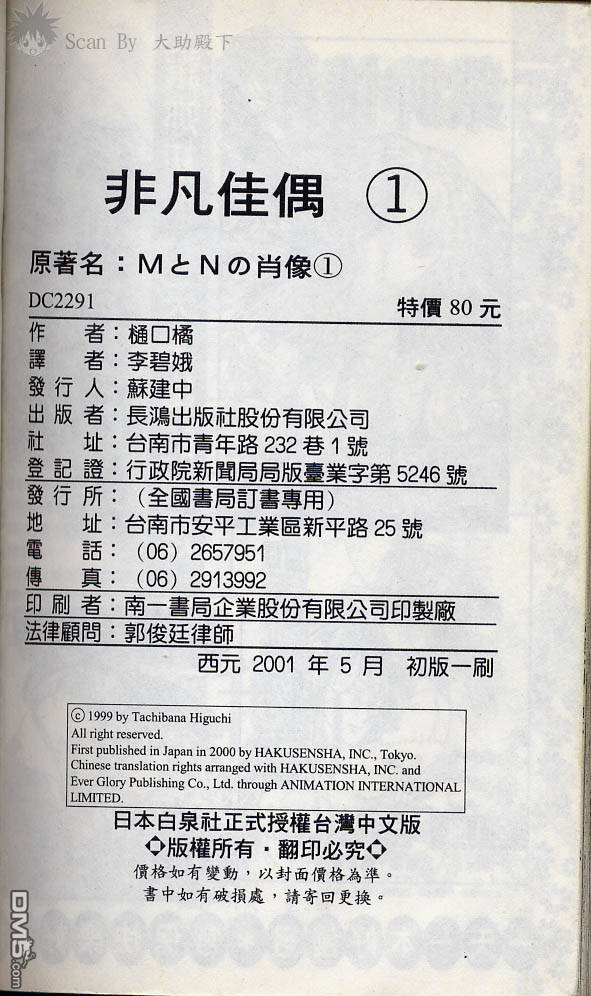 Scan By 大助殿下
非凡佳偶 ①
原著名：MとNの肖像①
DC2291 特價 80 元
作者：樋口橘
譯者：李碧娥
發行人：蘇建中
出版者：長鴻出版社股份有限公司
社址：台南市青年路 232 巷 1 號
登記證：行政院新聞局局版臺業字第 5246 號
發行所：（全國書局訂書專用）
地址：台南市安平工業區新平路 25 號
電話：（06）2657951
傳真：（06）2913992
印刷者：南一書局企業股份有限公司印製廠
法律顧問：郭俊廷律師
西元 2001 年 5 月 初版一刷
©1999 by Tachibana Higuchi
All right reserved.
First published in Japan in 2000 by HAKUSENSHA, INC., Tokyo.
Chinese translation rights arranged with HAKUSENSHA, INC. and
Ever Glory Publishing Co., Ltd. through ANIMATION INTERNATIONAL
LIMITED.
日本白泉社正式授權台灣中文版
◆版權所有·翻印必究◆
價格如有變動，以封面價格為準。
書中如有破損處，請寄回更換。
DM5.com